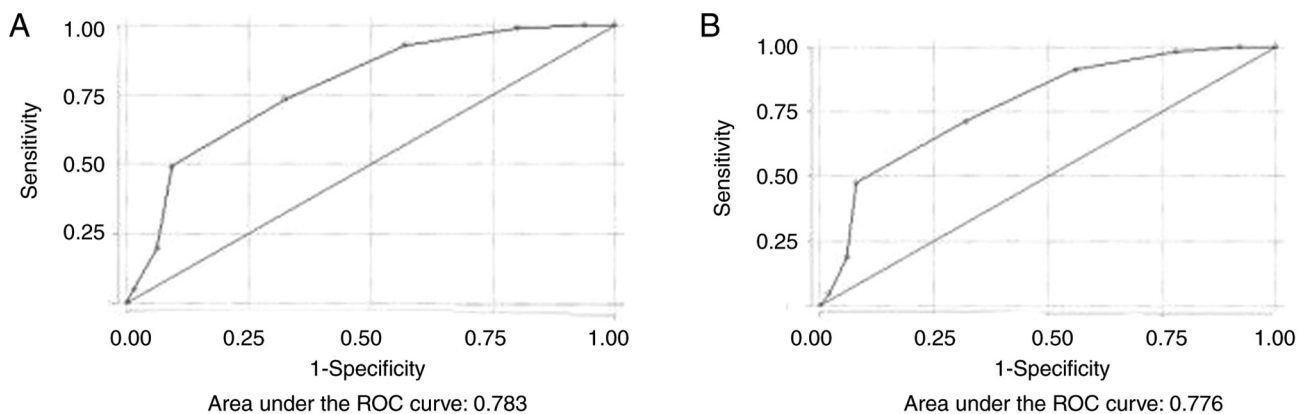 A
Sensitivity
1.00
0.75
0.50
0.25
0.00 0.25 0.50 0.75 1.00
1-Specificity
Area under the ROC curve: 0.783
B
Sensitivity
1.00
0.75
0.50
0.25
0.00 0.25 0.50 0.75 1.00
1-Specificity
Area under the ROC curve: 0.776